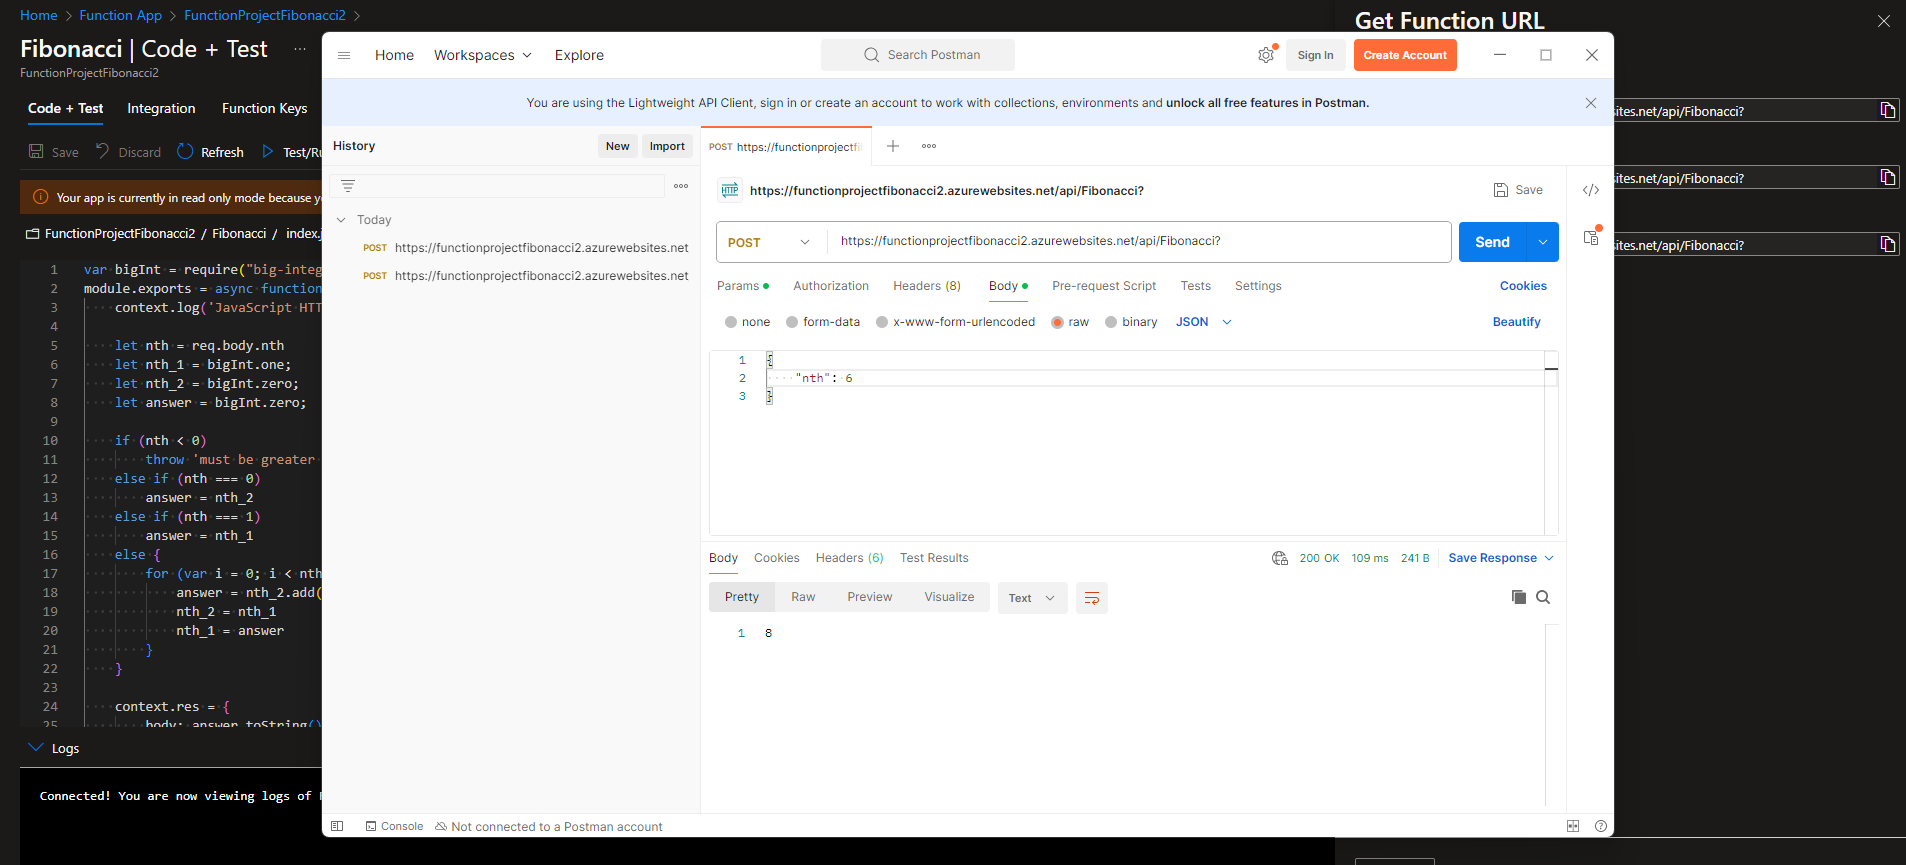 Home > Function App > FunctionProjectFibonacci2 >
Fibonacci | Code + Test ...
FunctionProjectFibonacci2
Code + Test Integration Function Keys
Save Discard Refresh Test/Ru
Your app is currently in read only mode because y
FunctionProjectFibonacci2 / Fibonacci / index.j
1 var bigInt = require("big-integ
2 module.exports = async function
3 context.log('JavaScript HTT
4
5 let nth = req.body.nth
6 let nth_1 = bigInt.one;
7 let nth_2 = bigInt.zero;
8 let answer = bigInt.zero;
9
10 if (nth < 0)
11 throw 'must be greater
12 else if (nth === 0)
13 answer = nth_2
14 else if (nth === 1)
15 answer = nth_1
16 else {
17 for (var i = 0; i < nth
18 answer = nth_2.add(
19 nth_2 = nth_1
20 nth_1 = answer
21 }
22 }
23
24 context.res = {
25 body: answer.toString()
Logs
Connected! You are now viewing logs of
Home Workspaces Explore
Search Postman
Sign In
Create Account
You are using the Lightweight API Client, sign in or create an account to work with collections, environments and unlock all free features in Postman.
History
New
Import
Today
POST https://functionprojectfibonacci2.azurewebsites.net
POST https://functionprojectfibonacci2.azurewebsites.net
POST https://functionprojectfi
HTTP https://functionprojectfibonacci2.azurewebsites.net/api/Fibonacci?
Save
POST https://functionprojectfibonacci2.azurewebsites.net/api/Fibonacci?
Send
Params Authorization Headers (8) Body Pre-request Script Tests Settings
Cookies
none form-data x-www-form-urlencoded raw binary JSON
Beautify
1 {
2 "nth": 6
3 }
Body Cookies Headers (6) Test Results
200 OK 109 ms 241 B Save Response
Pretty Raw Preview Visualize Text
1 8
Console Not connected to a Postman account
Get Function URL
sites.net/api/Fibonacci?
sites.net/api/Fibonacci?
sites.net/api/Fibonacci?